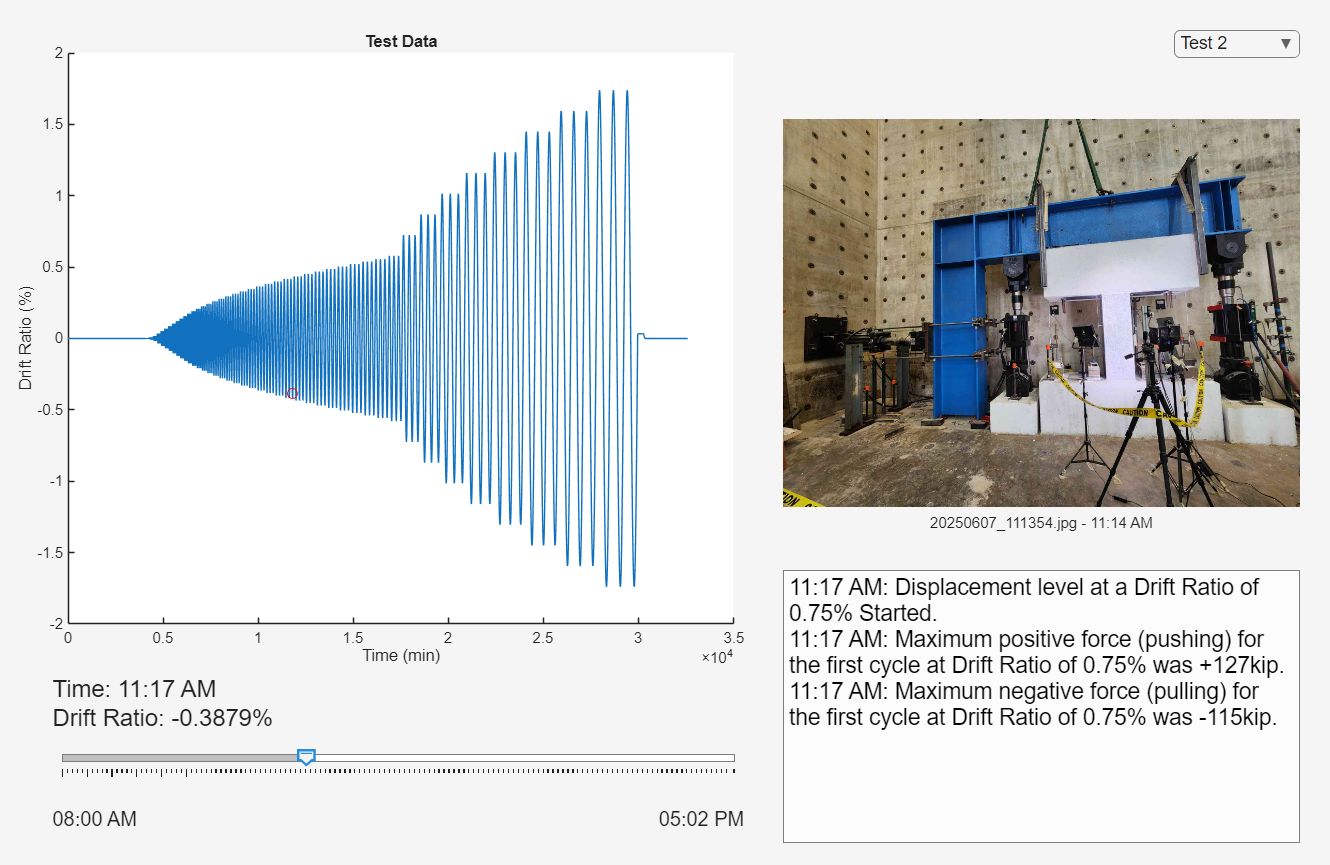 Test Data
Test 2
2
1.5
1
0.5
0
-0.5
-1
-1.5
-2
Drift Ratio (%)
0
0.5
1
1.5
2
2.5
3
3.5
Time (min)
×10⁴
CAUTION
20250607_111354.jpg - 11:14 AM
Time: 11:17 AM
Drift Ratio: -0.3879%
08:00 AM
05:02 PM
11:17 AM: Displacement level at a Drift Ratio of
0.75% Started.
11:17 AM: Maximum positive force (pushing) for
the first cycle at Drift Ratio of 0.75% was +127kip.
11:17 AM: Maximum negative force (pulling) for
the first cycle at Drift Ratio of 0.75% was -115kip.